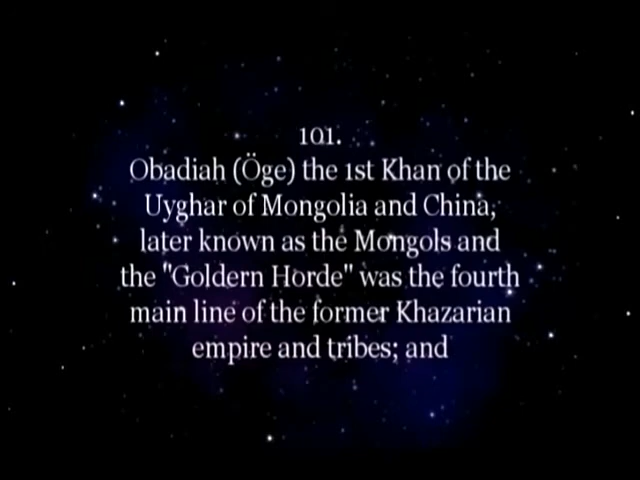 101.
Obadiah (Öge) the 1st Khan of the
Uyghar of Mongolia and China,
later known as the Mongols and
the "Goldern Horde" was the fourth
main line of the former Khazarian
empire and tribes; and